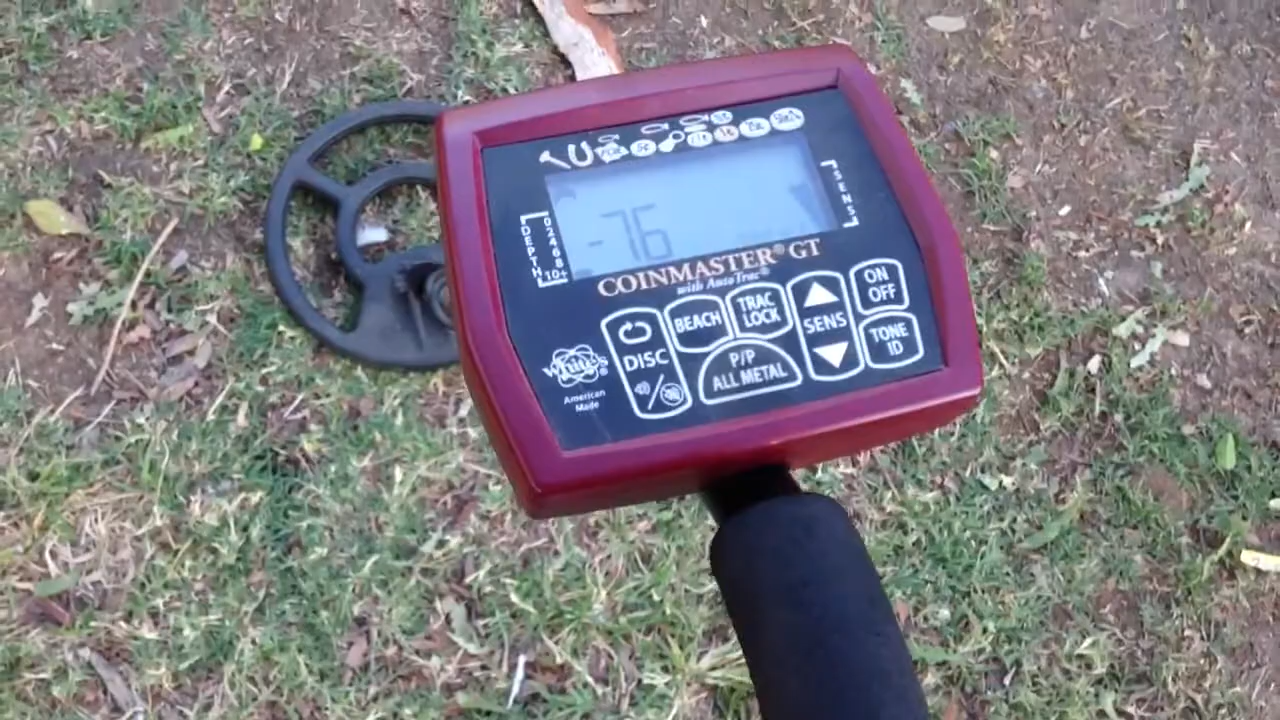 5¢
SENS
DEPTH
0
2
4
6
8
10+
-76
COINMASTER® GT
with AutoTrac®
White's®
American
Made
DISC
BEACH
TRAC
LOCK
P/P
ALL METAL
SENS
ON
OFF
TONE
ID